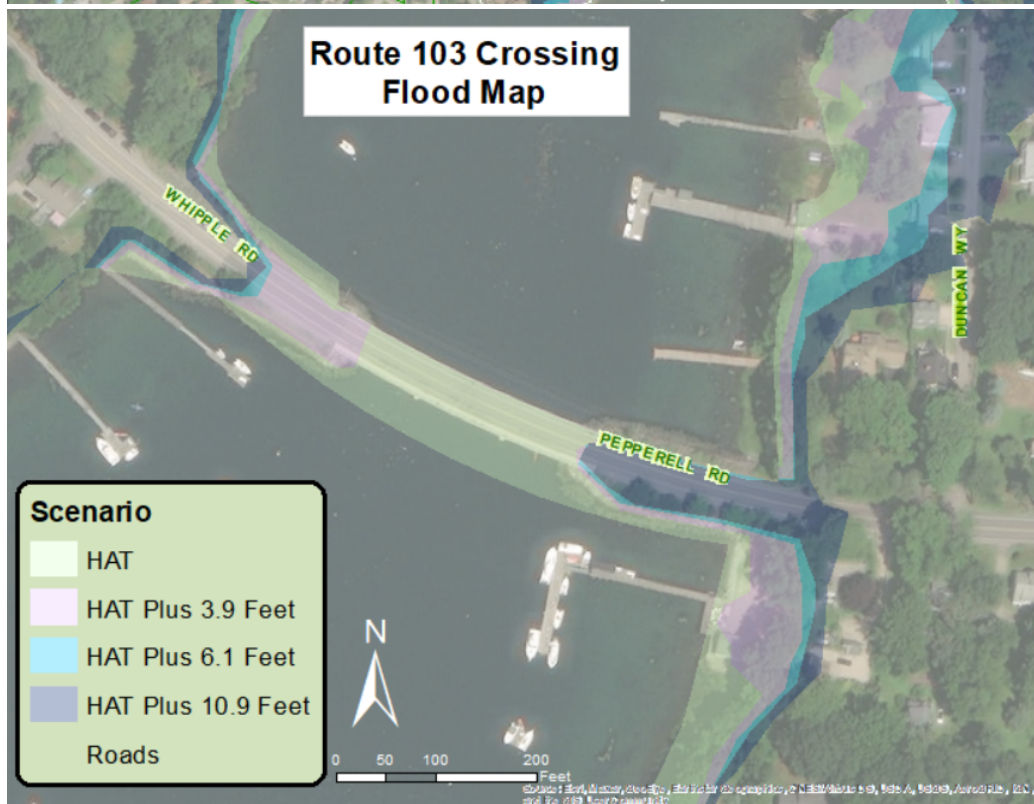 Route 103 Crossing
Flood Map
WHIPPLE RD
DUNCAN WY
PEPPERELL RD
Scenario
HAT
HAT Plus 3.9 Feet
HAT Plus 6.1 Feet
HAT Plus 10.9 Feet
Roads
N
0 50 100 200
Feet